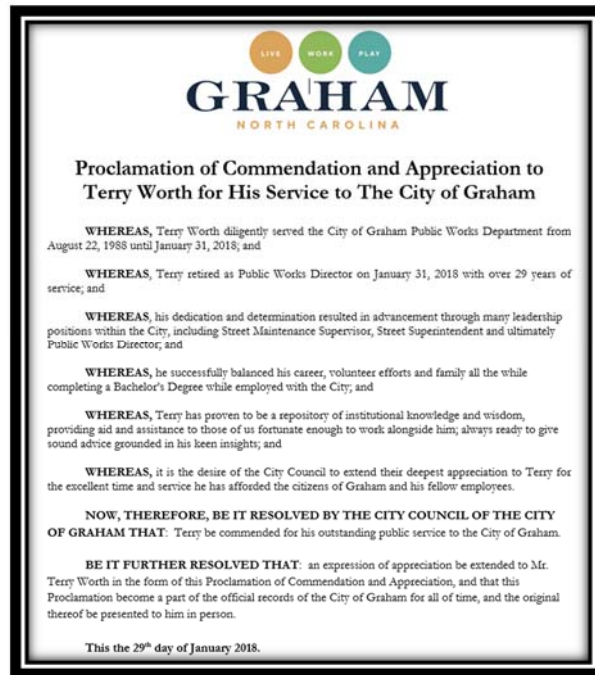 LIVE WORK PLAY
GRAHAM
NORTH CAROLINA
Proclamation of Commendation and Appreciation to
Terry Worth for His Service to The City of Graham
WHEREAS, Terry Worth diligently served the City of Graham Public Works Department from
August 22, 1988 until January 31, 2018; and
WHEREAS, Terry retired as Public Works Director on January 31, 2018 with over 29 years of
service; and
WHEREAS, his dedication and determination resulted in advancement through many leadership
positions within the City, including Street Maintenance Supervisor, Street Superintendent and ultimately
Public Works Director; and
WHEREAS, he successfully balanced his career, volunteer efforts and family all the while
completing a Bachelor's Degree while employed with the City; and
WHEREAS, Terry has proven to be a repository of institutional knowledge and wisdom,
providing aid and assistance to those of us fortunate enough to work alongside him; always ready to give
sound advice grounded in his keen insights; and
WHEREAS, it is the desire of the City Council to extend their deepest appreciation to Terry for
the excellent time and service he has afforded the citizens of Graham and his fellow employees.
NOW, THEREFORE, BE IT RESOLVED BY THE CITY COUNCIL OF THE CITY
OF GRAHAM THAT: Terry be commended for his outstanding public service to the City of Graham.
BE IT FURTHER RESOLVED THAT: an expression of appreciation be extended to Mr.
Terry Worth in the form of this Proclamation of Commendation and Appreciation, and that this
Proclamation become a part of the official records of the City of Graham for all of time, and the original
thereof be presented to him in person.
This the 29th day of January 2018.